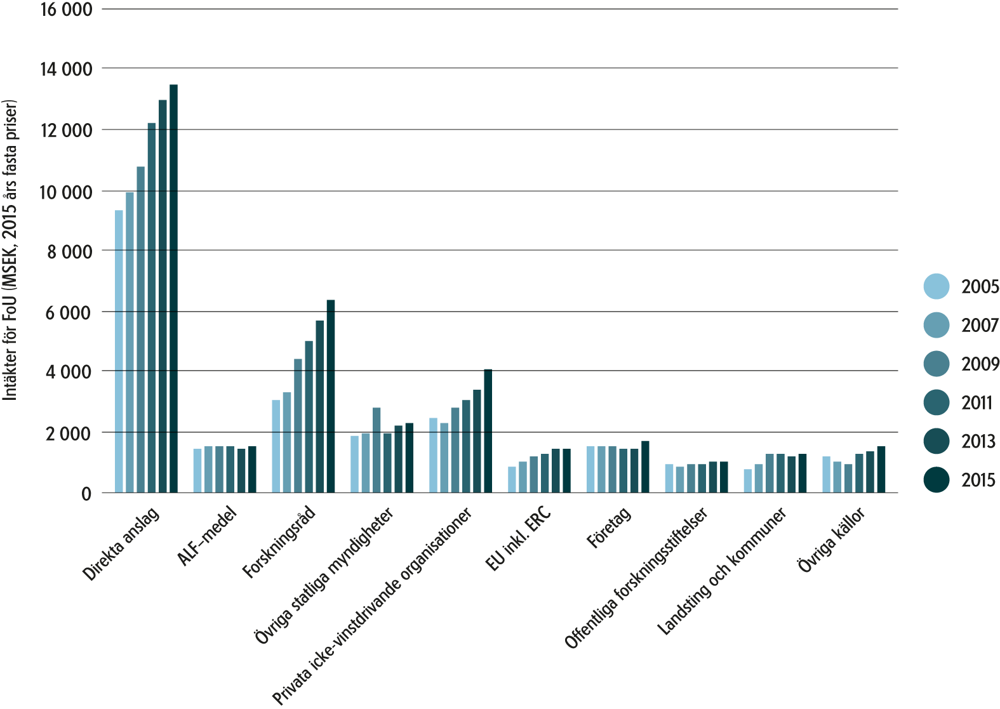 16 000
14 000
12 000
10 000
8 000
6 000
4 000
2 000
0
Intäkter för FoU (MSEK, 2015 års fasta priser)
Direkta anslag
ALF-medel
Forskningsråd
Övriga statliga myndigheter
Privata icke-vinstdrivande organisationer
EU inkl. ERC
Företag
Offentliga forskningsstiftelser
Landsting och kommuner
Övriga källor
2005
2007
2009
2011
2013
2015